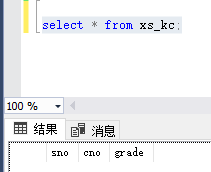 select * from xs_kc;
100 %
结果 消息
sno cno grade